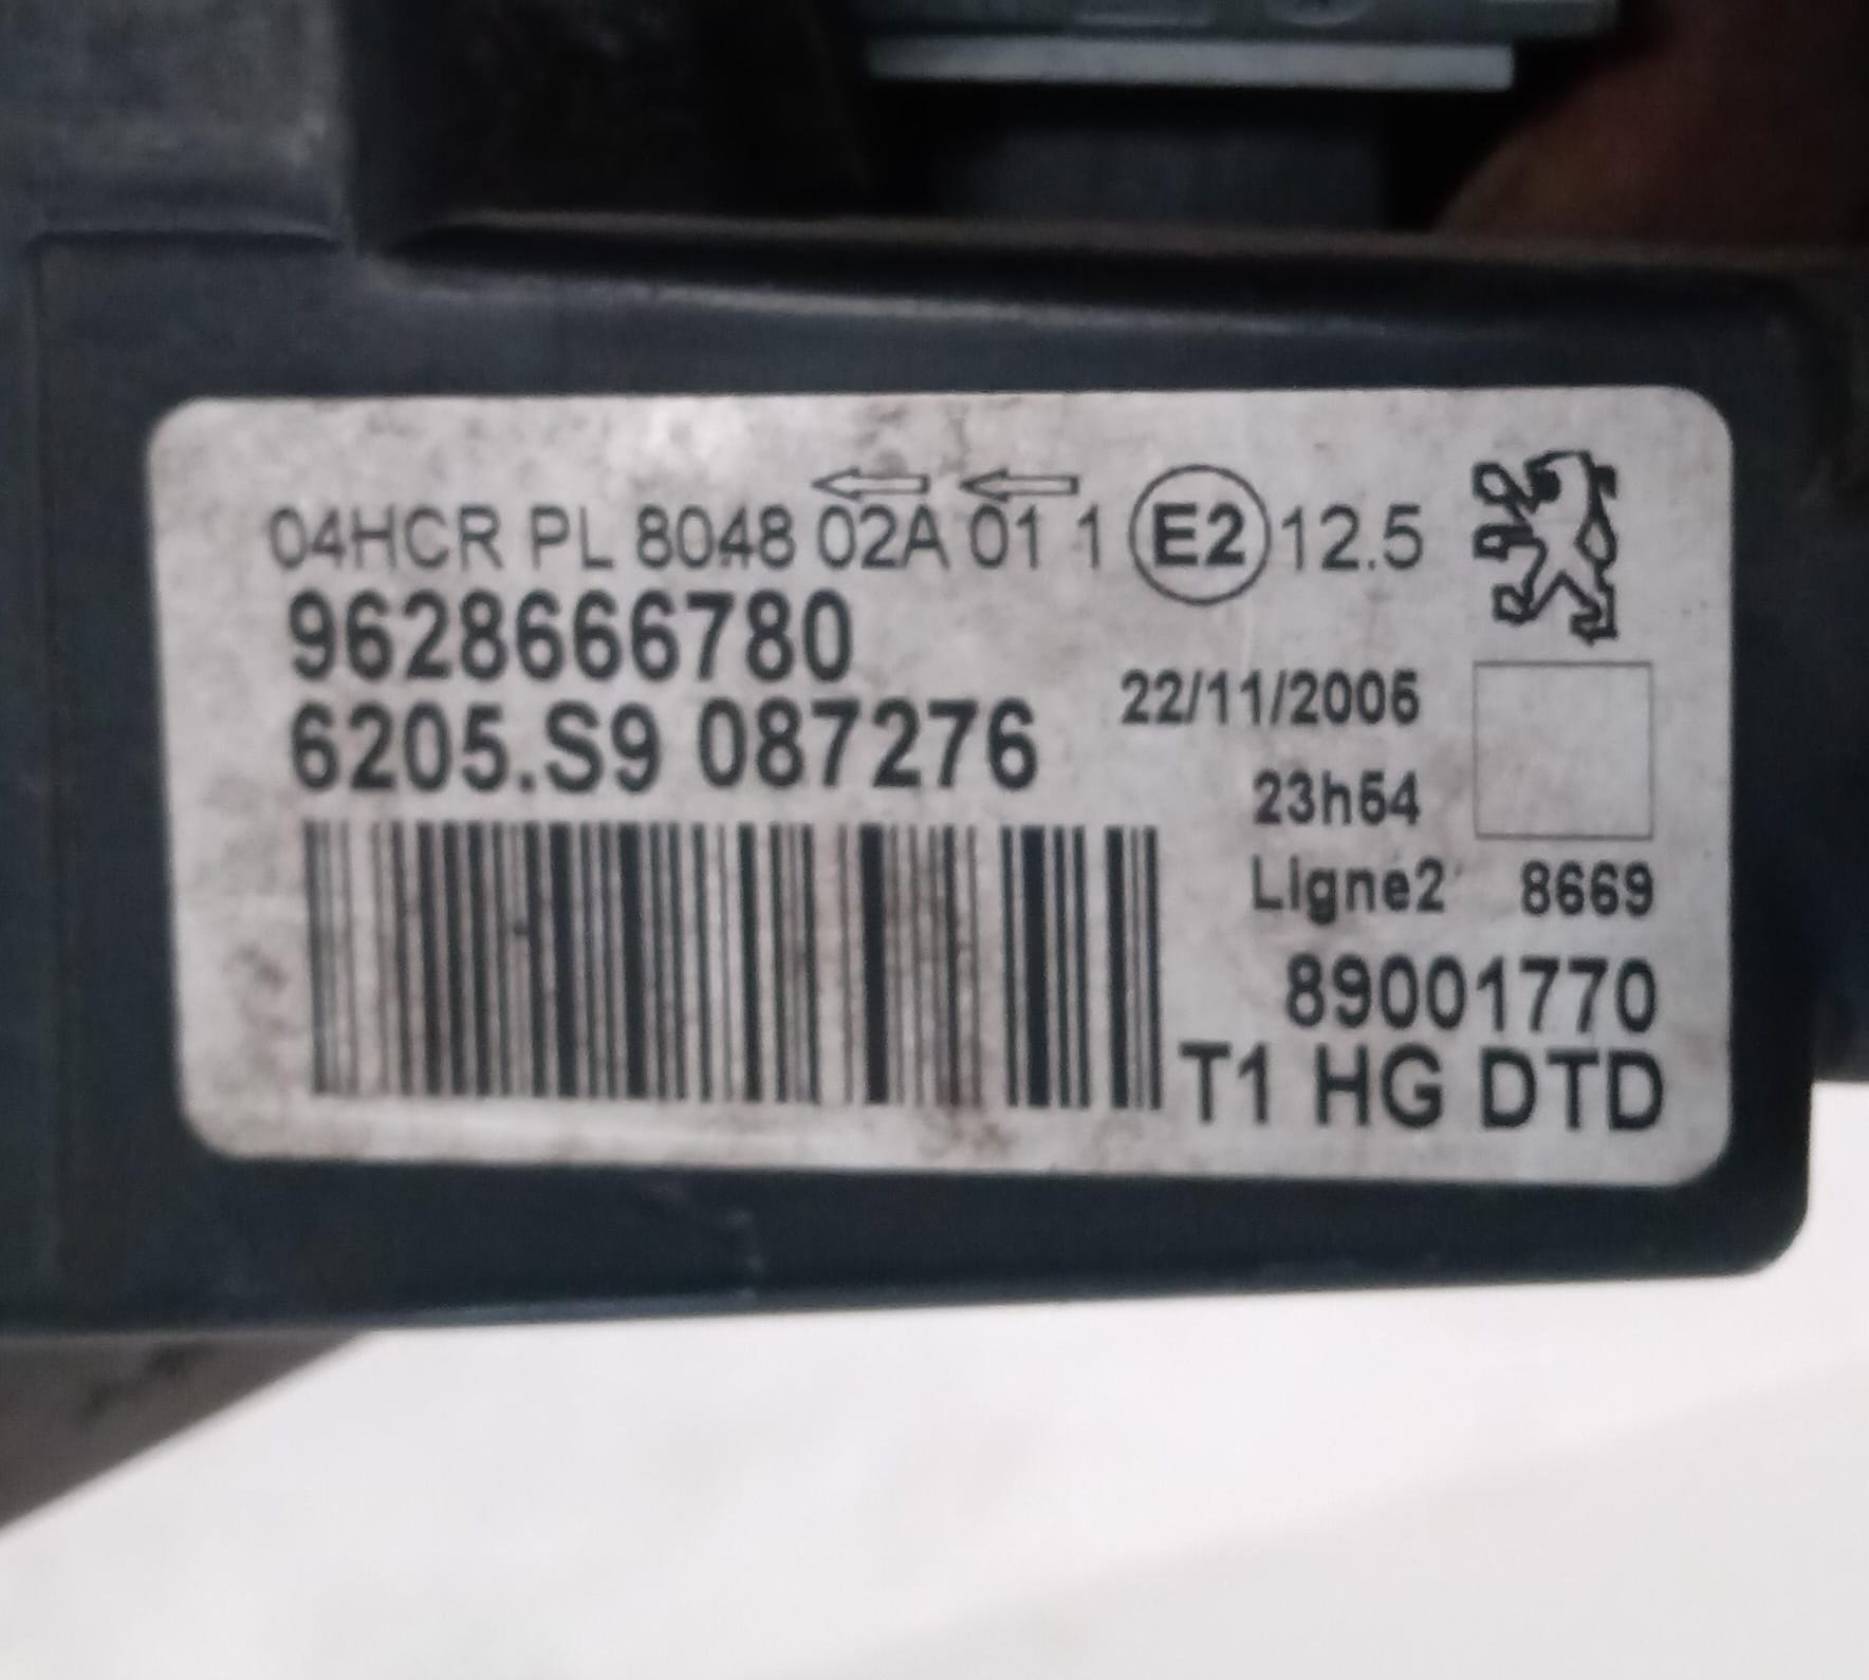 04HCR PL 8048 02A 01 1 E2 12.5
9628666780
6205.S9 087276
22/11/2006
23h54
Ligne2 8669
89001770
T1 HG DTD